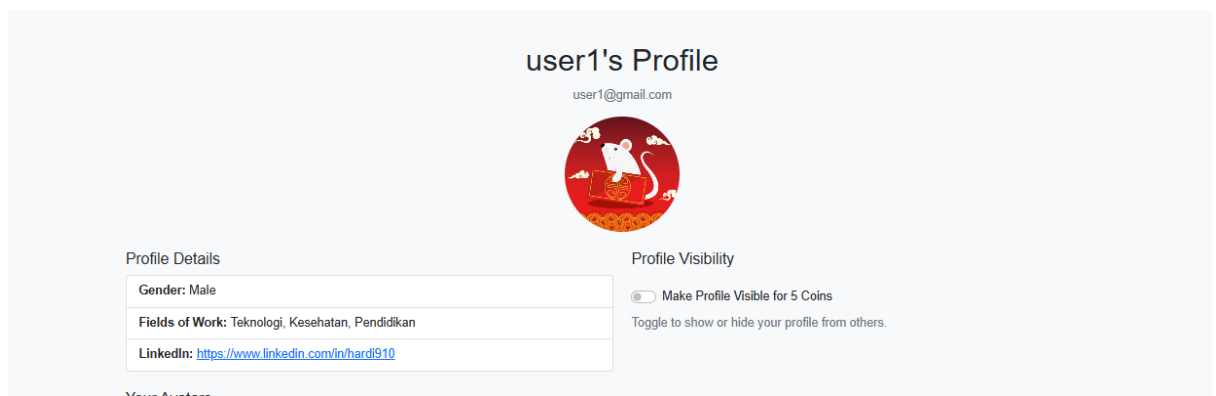 user1's Profile
user1@gmail.com
Profile Details
Gender: Male
Fields of Work: Teknologi, Kesehatan, Pendidikan
LinkedIn: https://www.linkedin.com/in/hardi910
Profile Visibility
Make Profile Visible for 5 Coins
Toggle to show or hide your profile from others.
Your Avatars